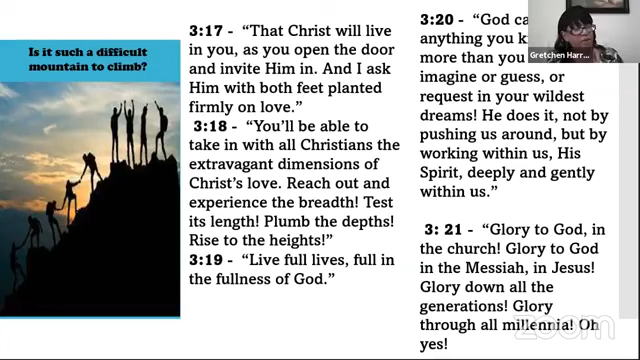 Is it such a difficult
mountain to climb?
3:17 - “That Christ will live
in you, as you open the door
and invite Him in. And I ask
Him with both feet planted
firmly on love.”
3:18 - “You’ll be able to
take in with all Christians the
extravagant dimensions of
Christ’s love. Reach out and
experience the breadth! Test
its length! Plumb the depths!
Rise to the heights!”
3:19 - “Live full lives, full in
the fullness of God.”
3:20 - “God ca
anything you k
more than you
imagine or guess, or
request in your wildest
dreams! He does it, not by
pushing us around, but by
working within us, His
Spirit, deeply and gently
within us.”
3: 21 - “Glory to God, in
the church! Glory to God
in the Messiah, in Jesus!
Glory down all the
generations! Glory
through all millennia! Oh
yes!
Gretchen Harr...
zoom